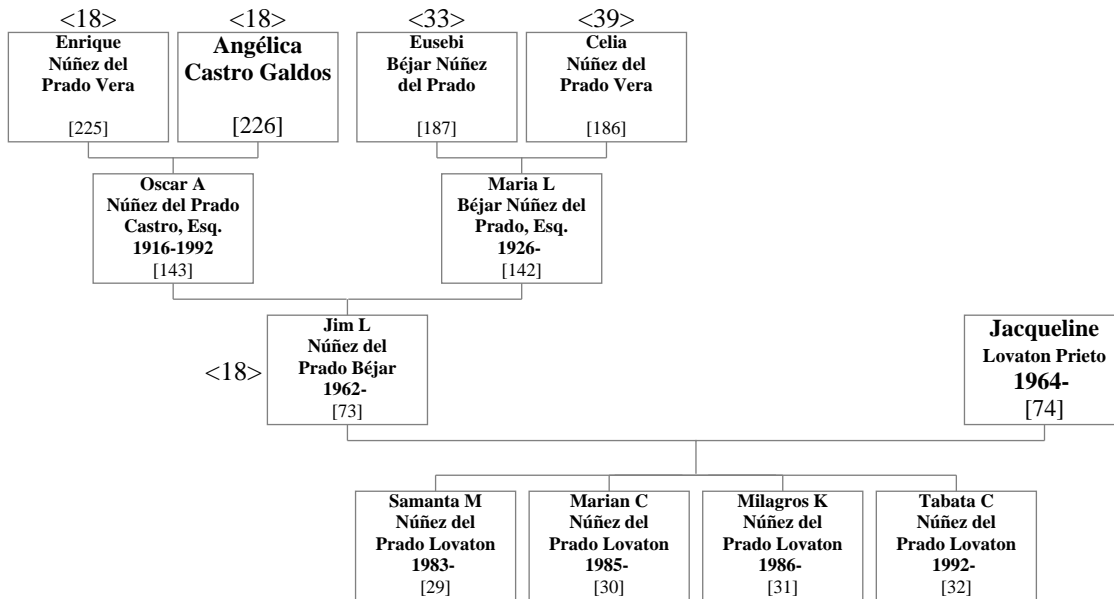 <18>
<18>
<33>
<39>
Enrique
Núñez del
Prado Vera
[225]
Angélica
Castro Galdos
[226]
Eusebi
Béjar Núñez
del Prado
[187]
Celia
Núñez del
Prado Vera
[186]
Oscar A
Núñez del Prado
Castro, Esq.
1916-1992
[143]
Maria L
Béjar Núñez del
Prado, Esq.
1926-
[142]
<18>
Jim L
Núñez del
Prado Béjar
1962-
[73]
Jacqueline
Lovaton Prieto
1964-
[74]
Samanta M
Núñez del
Prado Lovaton
1983-
[29]
Marian C
Núñez del
Prado Lovaton
1985-
[30]
Milagros K
Núñez del
Prado Lovaton
1986-
[31]
Tabata C
Núñez del
Prado Lovaton
1992-
[32]